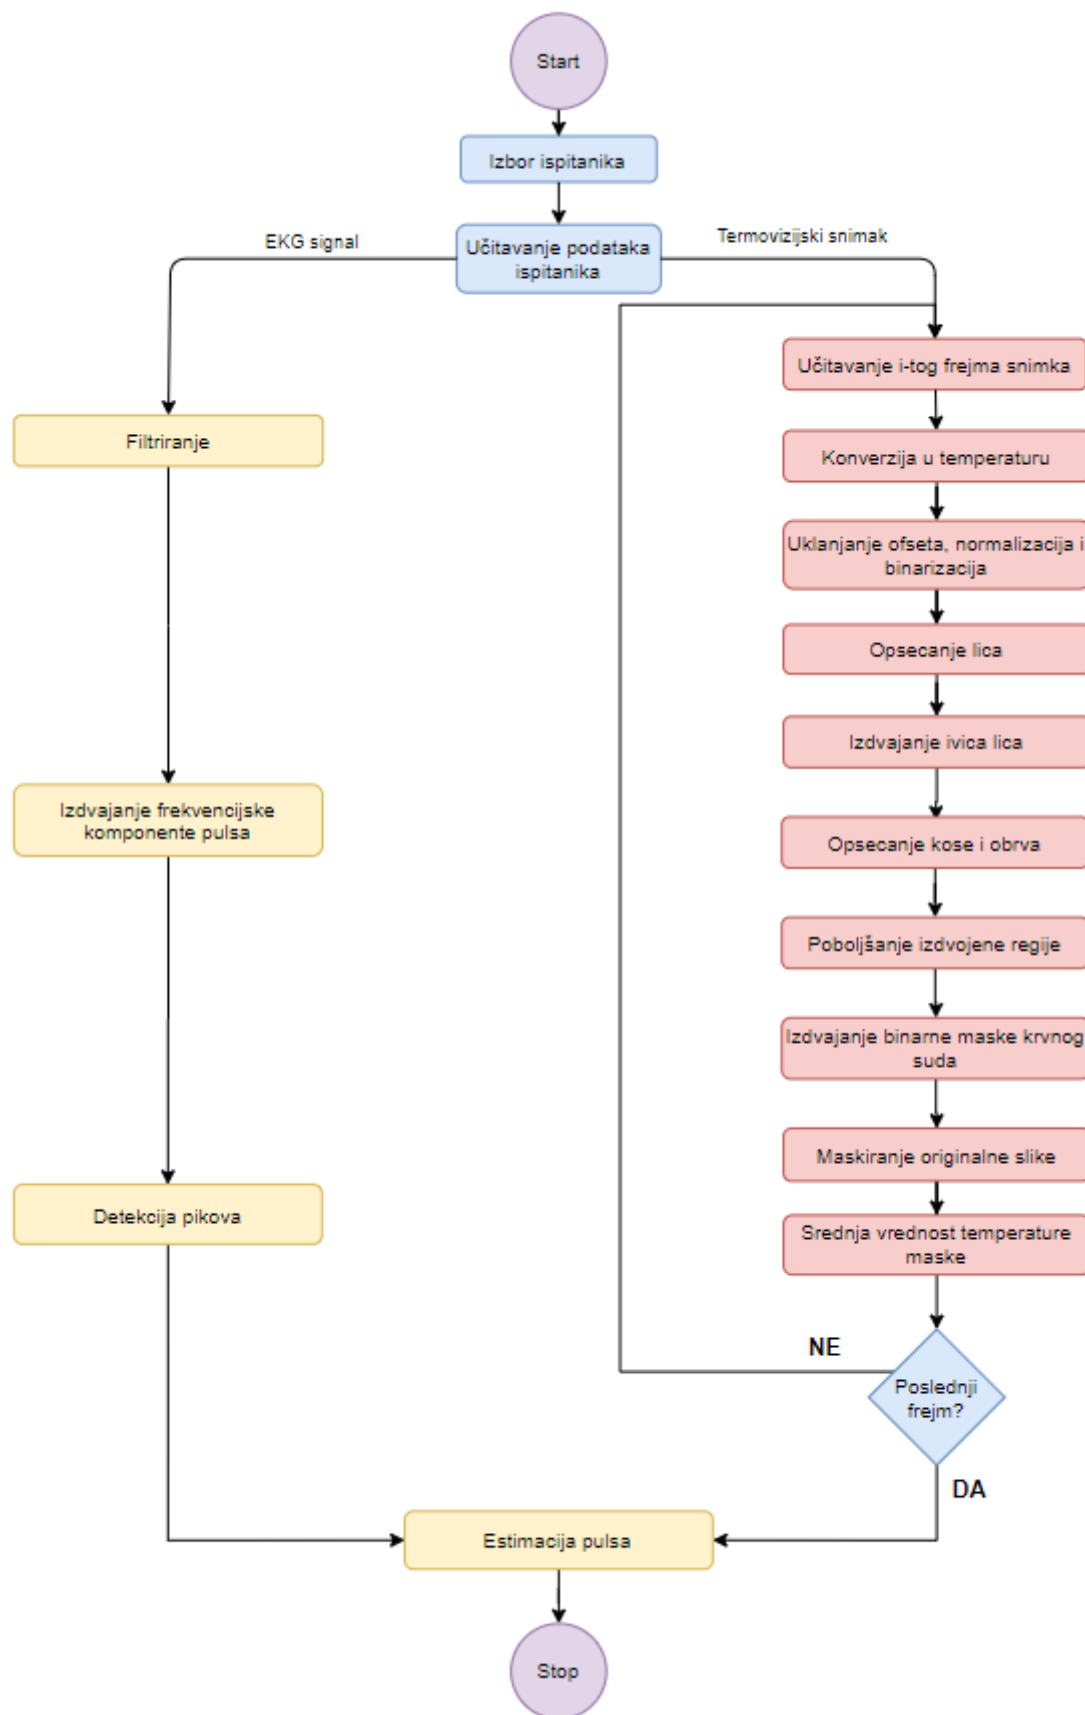 Start
Izbor ispitanika
Učitavanje podataka
ispitanika
EKG signal
Termovizijski snimak
Filtriranje
Izdvajanje frekvencijske
komponente pulsa
Detekcija pikova
Učitavanje i-tog frejma snimka
Konverzija u temperaturu
Uklanjanje ofseta, normalizacija i
binarizacija
Opsecanje lica
Izdvajanje ivica lica
Opsecanje kose i obrva
Poboljšanje izdvojene regije
Izdvajanje binarne maske krvnog
suda
Maskiranje originalne slike
Srednja vrednost temperature
maske
NE
Poslednji
frejm?
DA
Estimacija pulsa
Stop